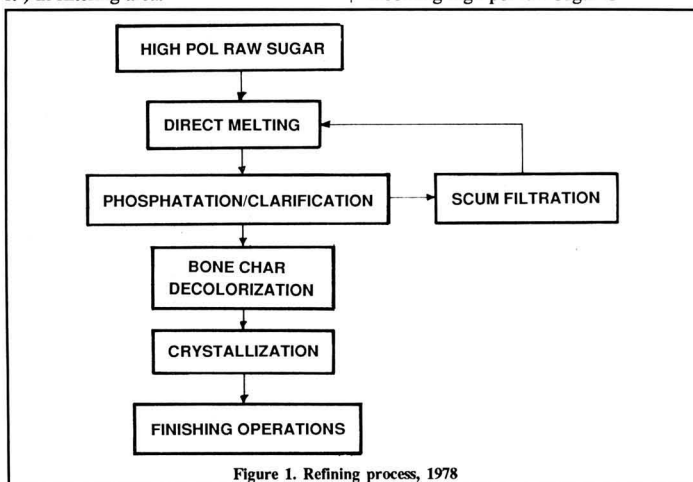 HIGH POL RAW SUGAR
DIRECT MELTING
PHOSPHATATION/CLARIFICATION
SCUM FILTRATION
BONE CHAR
DECOLORIZATION
CRYSTALLIZATION
FINISHING OPERATIONS
Figure 1. Refining process, 1978